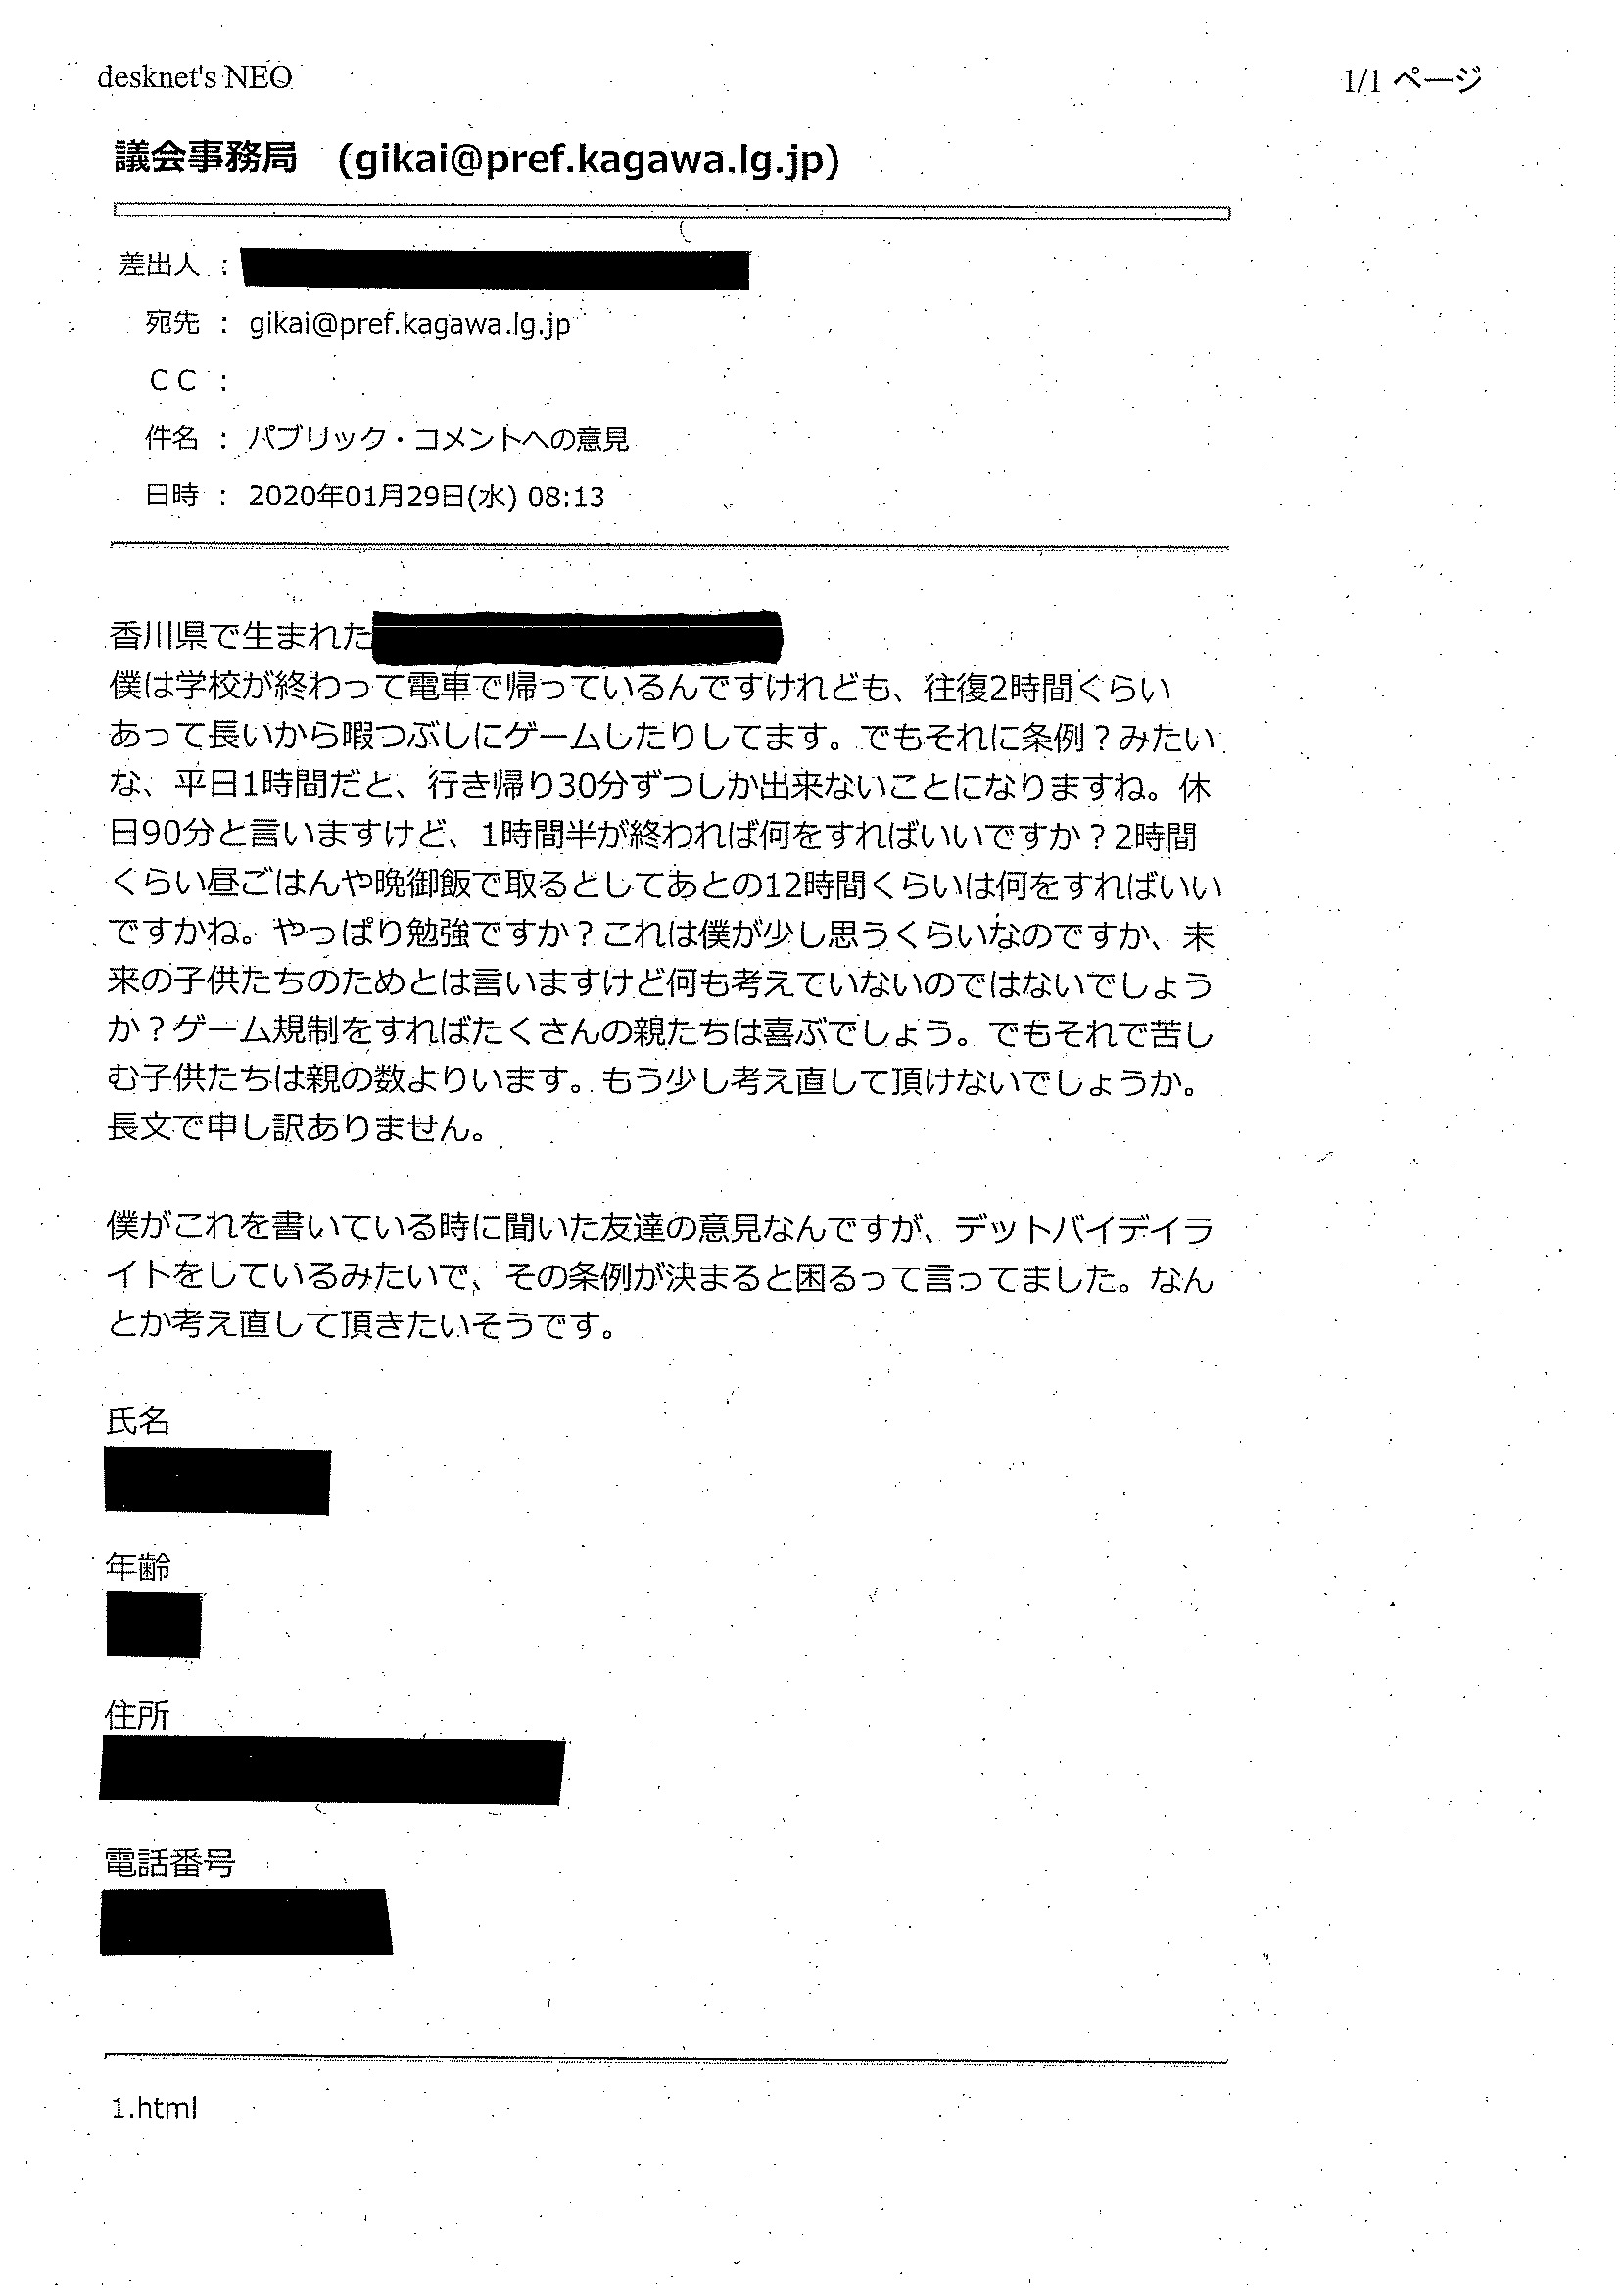 desknet's NEO
1/1 ページ
議会事務局 (gikai@pref.kagawa.lg.jp)
差出人 :
宛先 : gikai@pref.kagawa.lg.jp
CC :
件名 : パブリック・コメントへの意見
日時 : 2020年01月29日(水) 08:13
香川県で生まれた
僕は学校が終わって電車で帰っているんですけれども、往復2時間ぐらい
あって長いから暇つぶしにゲームしたりしてます。でもそれに条例？みたい
な、平日1時間だと、行き帰り30分ずつしか出来ないことになりますね。休
日90分と言いますけど、1時間半が終われば何をすればいいですか？2時間
くらい昼ごはんや晩御飯で取るとしてあとの12時間くらいは何をすればいい
ですかね。やっぱり勉強ですか？これは僕が少し思うくらいなのですか、未
来の子供たちのためとは言いますけど何も考えていないのではないでしょう
か？ゲーム規制をすればたくさんの親たちは喜ぶでしょう。でもそれで苦し
む子供たちは親の数よりいます。もう少し考え直して頂けないでしょうか。
長文で申し訳ありません。
僕がこれを書いている時に聞いた友達の意見なんですが、デットバイデイラ
イトをしているみたいで、その条例が決まると困るって言ってました。なん
とか考え直して頂きたいそうです。
氏名
年齢
住所
電話番号
1.html